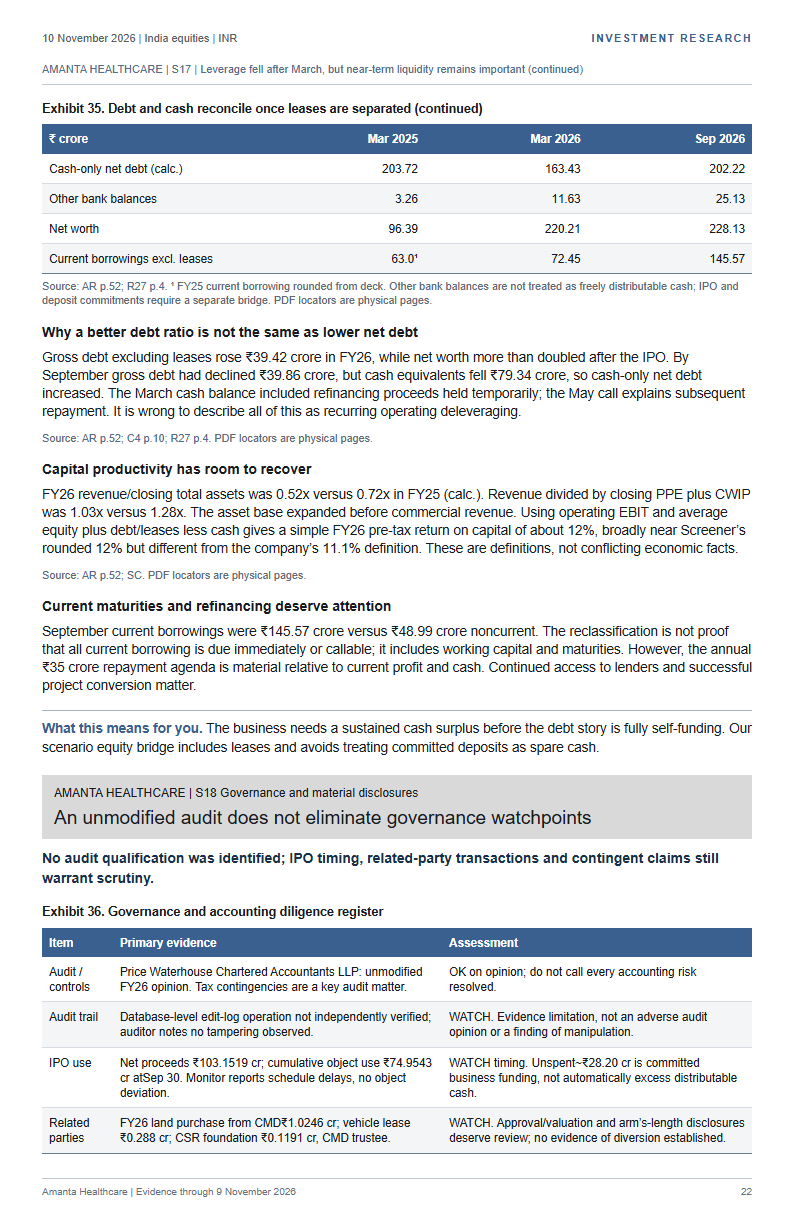 10 November 2026 | India equities | INR
INVESTMENT RESEARCH
AMANTA HEALTHCARE | S17 | Leverage fell after March, but near-term liquidity remains important (continued)
Exhibit 35. Debt and cash reconcile once leases are separated (continued)
₹ crore Mar 2025 Mar 2026 Sep 2026
Cash-only net debt (calc.) 203.72 163.43 202.22
Other bank balances 3.26 11.63 25.13
Net worth 96.39 220.21 228.13
Current borrowings excl. leases 63.0¹ 72.45 145.57
Source: AR p.52; R27 p.4. ¹ FY25 current borrowing rounded from deck. Other bank balances are not treated as freely distributable cash; IPO and
deposit commitments require a separate bridge. PDF locators are physical pages.
Why a better debt ratio is not the same as lower net debt
Gross debt excluding leases rose ₹39.42 crore in FY26, while net worth more than doubled after the IPO. By
September gross debt had declined ₹39.86 crore, but cash equivalents fell ₹79.34 crore, so cash-only net debt
increased. The March cash balance included refinancing proceeds held temporarily; the May call explains subsequent
repayment. It is wrong to describe all of this as recurring operating deleveraging.
Source: AR p.52; C4 p.10; R27 p.4. PDF locators are physical pages.
Capital productivity has room to recover
FY26 revenue/closing total assets was 0.52x versus 0.72x in FY25 (calc.). Revenue divided by closing PPE plus CWIP
was 1.03x versus 1.28x. The asset base expanded before commercial revenue. Using operating EBIT and average
equity plus debt/leases less cash gives a simple FY26 pre-tax return on capital of about 12%, broadly near Screener’s
rounded 12% but different from the company’s 11.1% definition. These are definitions, not conflicting economic facts.
Source: AR p.52; SC. PDF locators are physical pages.
Current maturities and refinancing deserve attention
September current borrowings were ₹145.57 crore versus ₹48.99 crore noncurrent. The reclassification is not proof
that all current borrowing is due immediately or callable; it includes working capital and maturities. However, the annual
₹35 crore repayment agenda is material relative to current profit and cash. Continued access to lenders and successful
project conversion matter.
What this means for you. The business needs a sustained cash surplus before the debt story is fully self-funding. Our
scenario equity bridge includes leases and avoids treating committed deposits as spare cash.
AMANTA HEALTHCARE | S18 Governance and material disclosures
An unmodified audit does not eliminate governance watchpoints
No audit qualification was identified; IPO timing, related-party transactions and contingent claims still
warrant scrutiny.
Exhibit 36. Governance and accounting diligence register
Item Primary evidence Assessment
Audit / Price Waterhouse Chartered Accountants LLP: unmodified OK on opinion; do not call every accounting risk
controls FY26 opinion. Tax contingencies are a key audit matter. resolved.
Audit trail Database-level edit-log operation not independently verified; WATCH. Evidence limitation, not an adverse audit
auditor notes no tampering observed. opinion or a finding of manipulation.
IPO use Net proceeds ₹103.1519 cr; cumulative object use ₹74.9543 WATCH timing. Unspent~₹28.20 cr is committed
cr atSep 30. Monitor reports schedule delays, no object business funding, not automatically excess distributable
deviation. cash.
Related FY26 land purchase from CMD₹1.0246 cr; vehicle lease WATCH. Approval/valuation and arm’s-length disclosures
parties ₹0.288 cr; CSR foundation ₹0.1191 cr, CMD trustee. deserve review; no evidence of diversion established.
Amanta Healthcare | Evidence through 9 November 2026
22